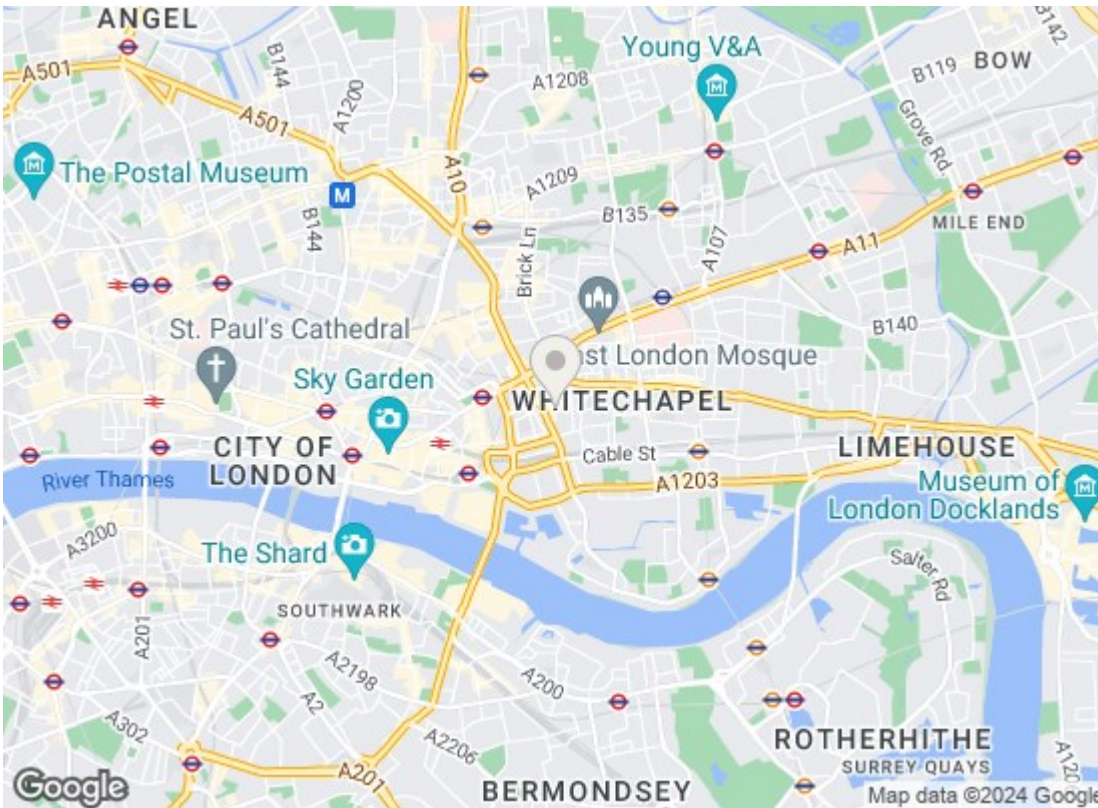 ANGEL
A501
B144
A1200
A501
A10
A1208
Young V&A
B119
BOW
B142
Grove Rd
The Postal Museum
M
B144
A1209
B135
Brick Ln
A107
A11
MILE END
B140
St. Paul's Cathedral
Sky Garden
ast London Mosque
WHITECHAPEL
CITY OF
LONDON
Cable St
A1203
LIMEHOUSE
Museum of
London Docklands
River Thames
A3200
The Shard
SOUTHWARK
A201
A2198
A2
A200
Salter Rd
A302
A201
A2206
BERMONDSEY
ROTHERHITHE
SURREY QUAYS
Google
Map data ©2024 Google